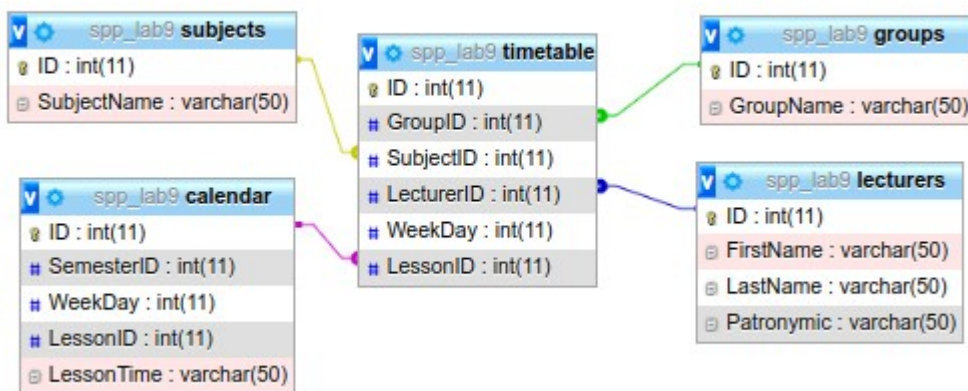 spp_lab9 subjects
ID : int(11)
SubjectName : varchar(50)
spp_lab9 calendar
ID : int(11)
SemesterID : int(11)
WeekDay : int(11)
LessonID : int(11)
LessonTime : varchar(50)
spp_lab9 timetable
ID : int(11)
GroupID : int(11)
SubjectID : int(11)
LecturerID : int(11)
WeekDay : int(11)
LessonID : int(11)
spp_lab9 groups
ID : int(11)
GroupName : varchar(50)
spp_lab9 lecturers
ID : int(11)
FirstName : varchar(50)
LastName : varchar(50)
Patronymic : varchar(50)